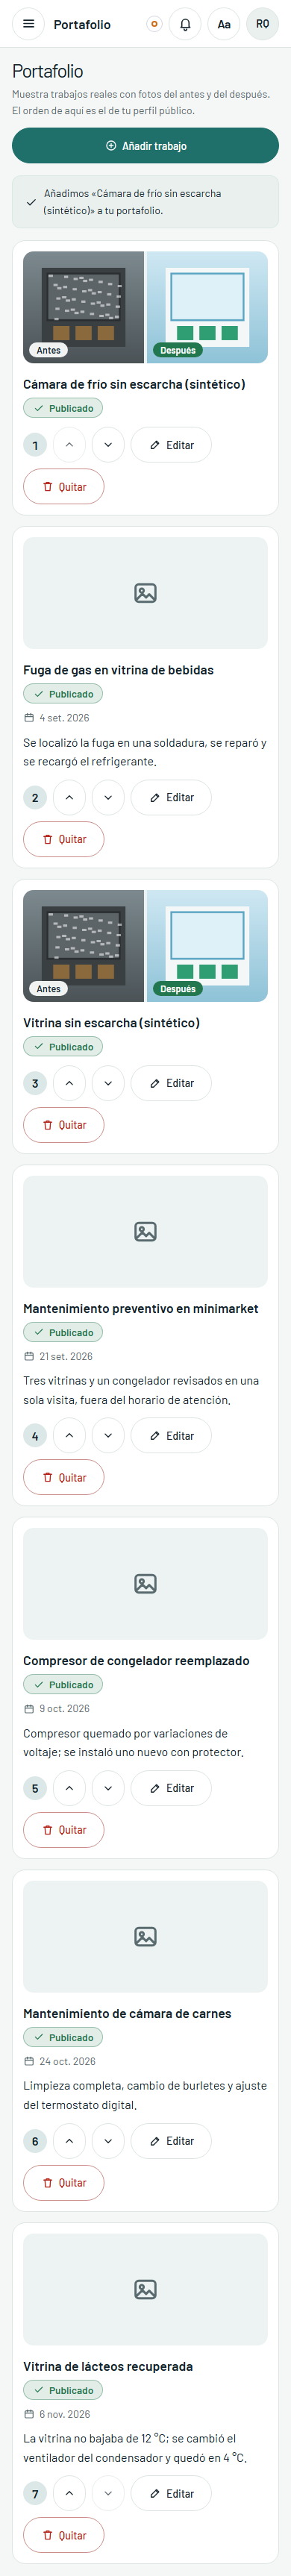 Portafolio
Aa
RQ
Portafolio
Muestra trabajos reales con fotos del antes y del después.
El orden de aquí es el de tu perfil público.
Añadir trabajo
Añadimos «Cámara de frío sin escarcha
(sintético)» a tu portafolio.
Antes
Después
Cámara de frío sin escarcha (sintético)
Publicado
1
Editar
Quitar
Fuga de gas en vitrina de bebidas
Publicado
4 set. 2026
Se localizó la fuga en una soldadura, se reparó y
se recargó el refrigerante.
2
Editar
Quitar
Antes
Después
Vitrina sin escarcha (sintético)
Publicado
3
Editar
Quitar
Mantenimiento preventivo en minimarket
Publicado
21 set. 2026
Tres vitrinas y un congelador revisados en una
sola visita, fuera del horario de atención.
4
Editar
Quitar
Compresor de congelador reemplazado
Publicado
9 oct. 2026
Compresor quemado por variaciones de
voltaje; se instaló uno nuevo con protector.
5
Editar
Quitar
Mantenimiento de cámara de carnes
Publicado
24 oct. 2026
Limpieza completa, cambio de burletes y ajuste
del termostato digital.
6
Editar
Quitar
Vitrina de lácteos recuperada
Publicado
6 nov. 2026
La vitrina no bajaba de 12 °C; se cambió el
ventilador del condensador y quedó en 4 °C.
7
Editar
Quitar